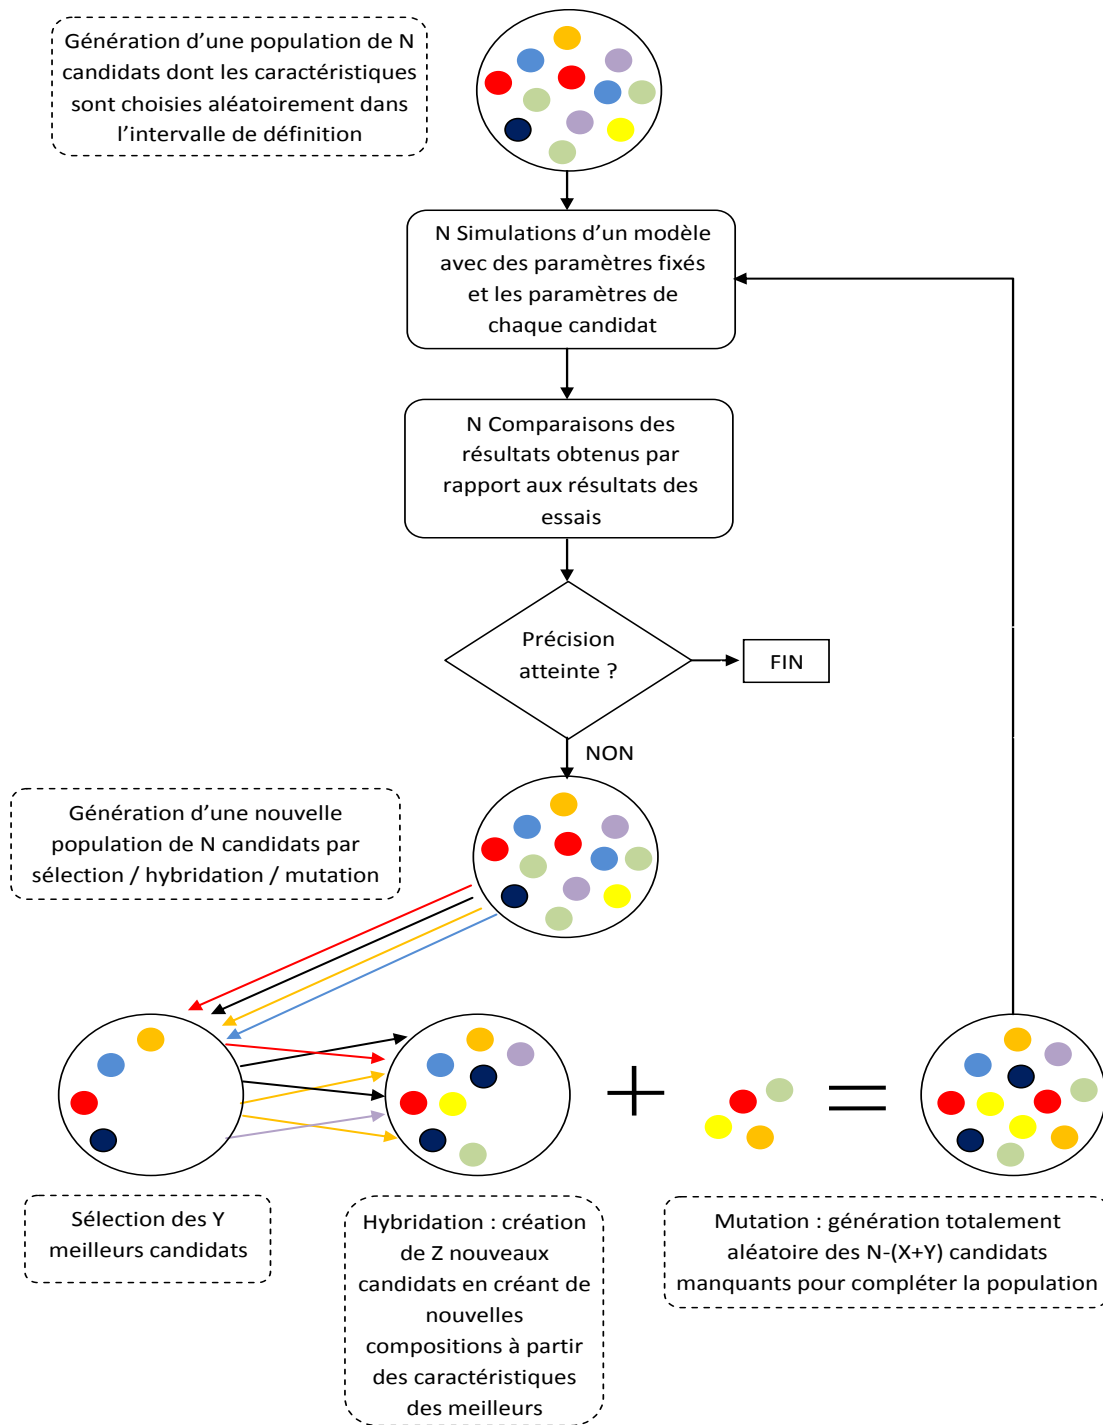 Génération d’une population de N
candidats dont les caractéristiques
sont choisies aléatoirement dans
l’intervalle de définition
N Simulations d’un modèle
avec des paramètres fixés
et les paramètres de
chaque candidat
N Comparaisons des
résultats obtenus par
rapport aux résultats des
essais
Précision
atteinte ?
FIN
NON
Génération d’une nouvelle
population de N candidats par
sélection / hybridation / mutation
Sélection des Y
meilleurs candidats
Hybridation : création
de Z nouveaux
candidats en créant de
nouvelles
compositions à partir
des caractéristiques
des meilleurs
Mutation : génération totalement
aléatoire des N-(X+Y) candidats
manquants pour compléter la population